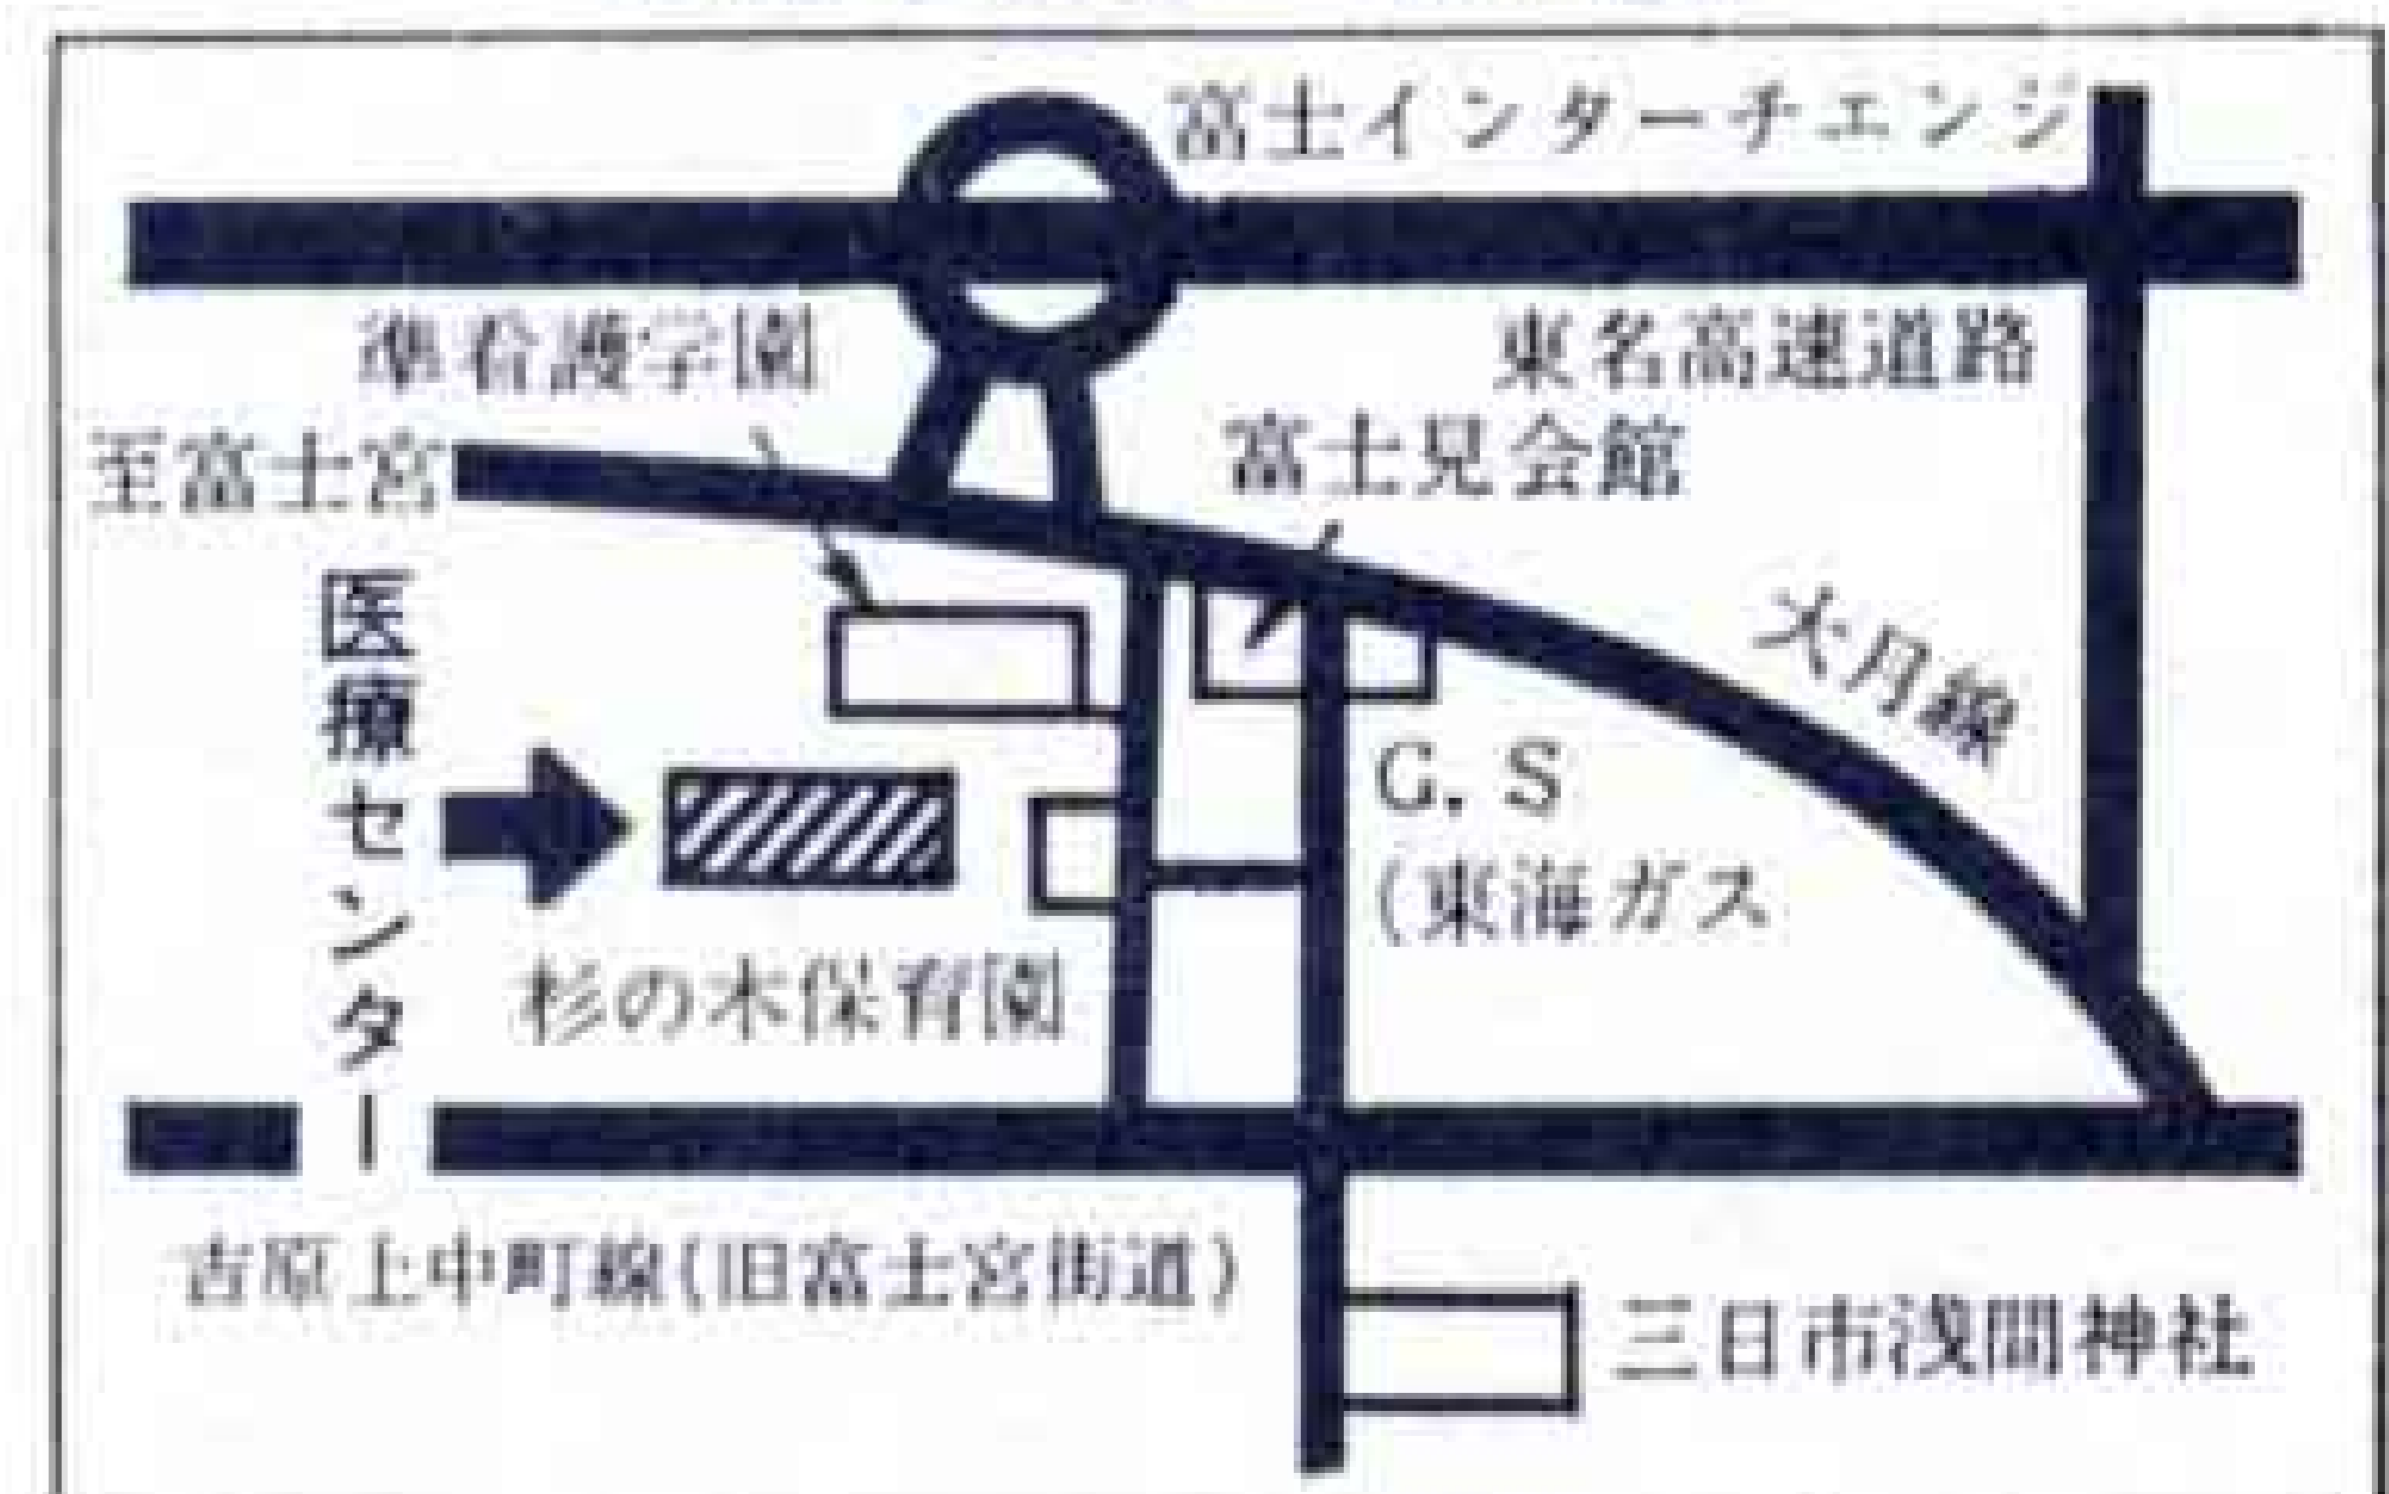 富士インターチェンジ
準看護学園
東名高速道路
至富士宮
富士見会館
大月線
医療センター
G.S
(東海ガス
杉の木保育園
吉原上中町線(旧富士宮街道)
三日市浅間神社